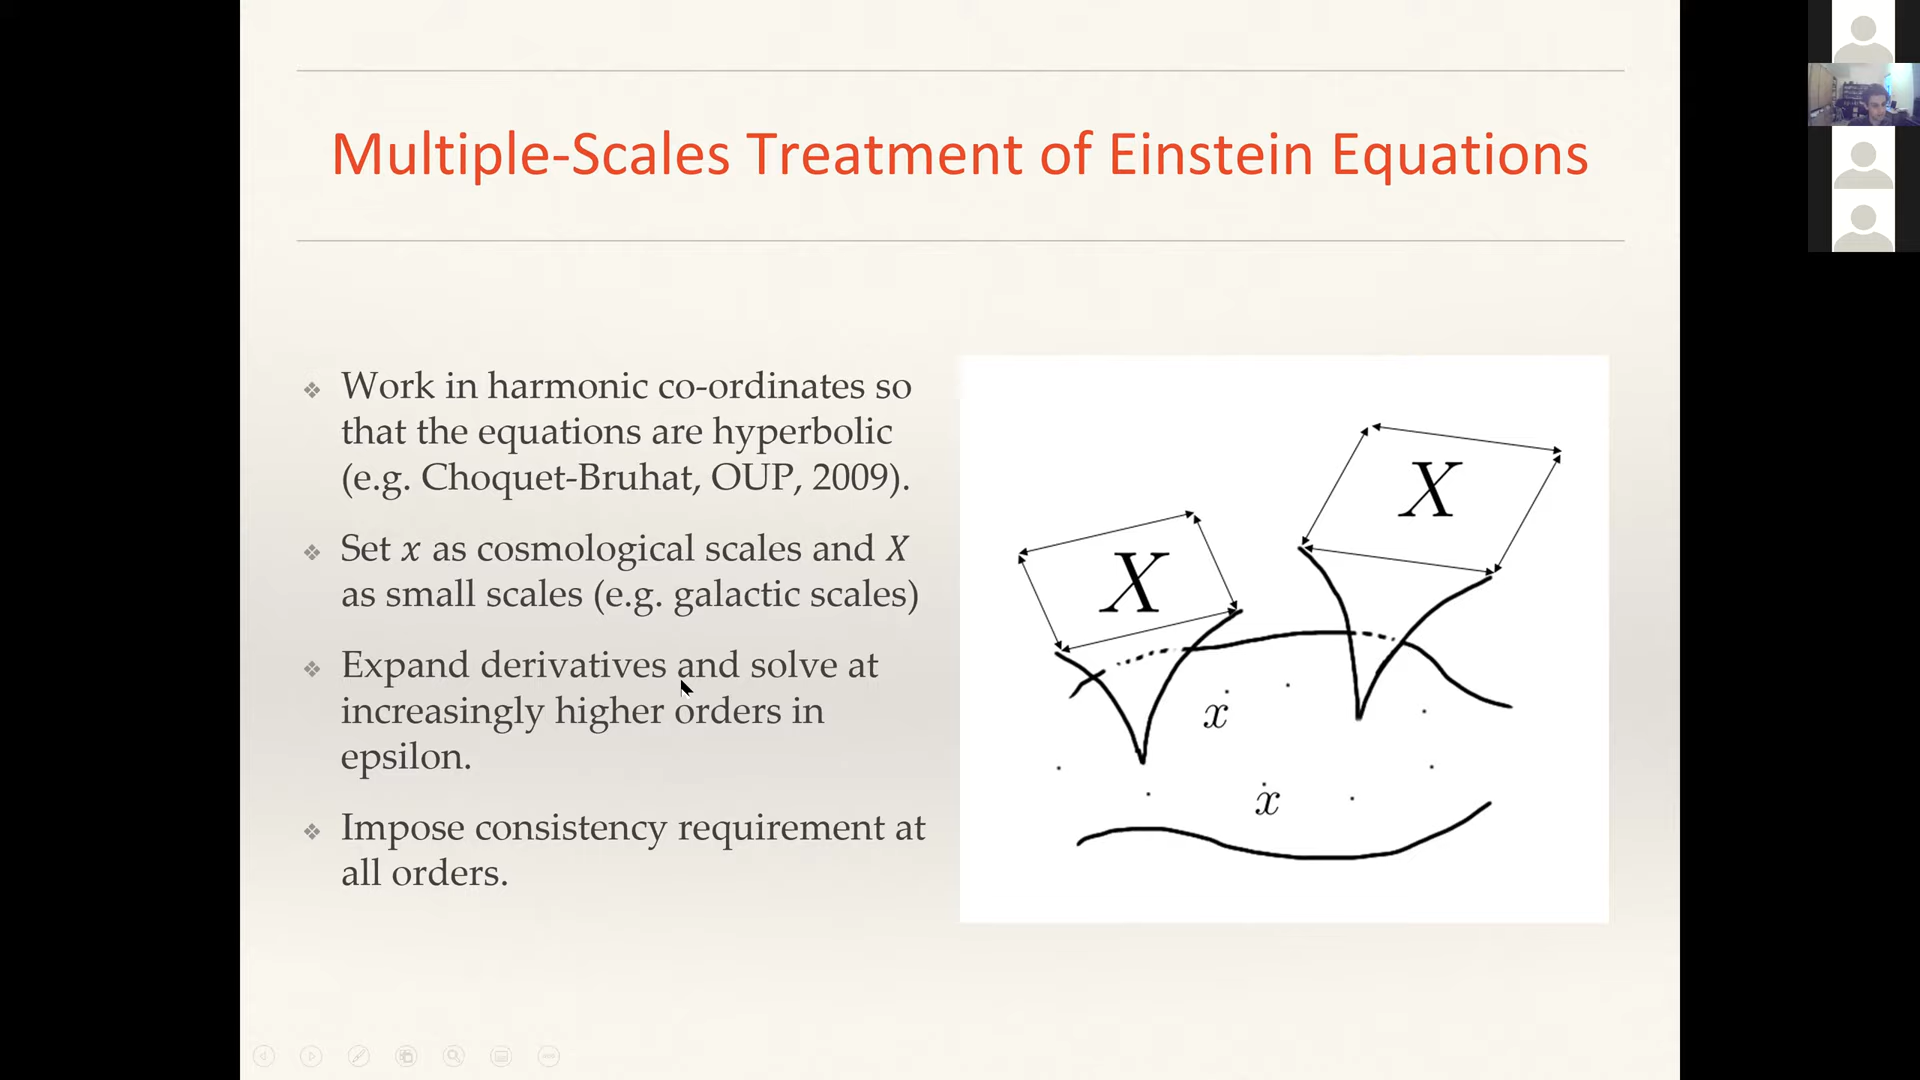 Multiple-Scales Treatment of Einstein Equations
Work in harmonic co-ordinates so
that the equations are hyperbolic
(e.g. Choquet-Bruhat, OUP, 2009).
Set x as cosmological scales and X
as small scales (e.g. galactic scales)
Expand derivatives and solve at
increasingly higher orders in
epsilon.
Impose consistency requirement at
all orders.
X
X
x
x